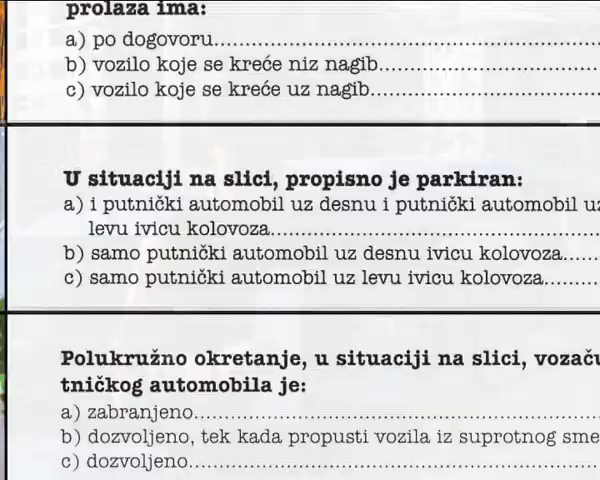 prolaza ima:
a) po dogovoru
b) vozilo koje se kreće niz nagib
c) vozilo koje se kreće uz nagib
U situaciji na slici, propisno je parkiran:
a) i putnički automobil uz desnu i putnički automobil uz
levu ivicu kolovoza
b) samo putnički automobil uz desnu ivicu kolovoza
c) samo putnički automobil uz levu ivicu kolovoza
Polukružno okretanje, u situaciji na slici, vozaču
tničkog automobila je:
a) zabranjeno
b) dozvoljeno, tek kada propusti vozila iz suprotnog sme
c) dozvoljeno